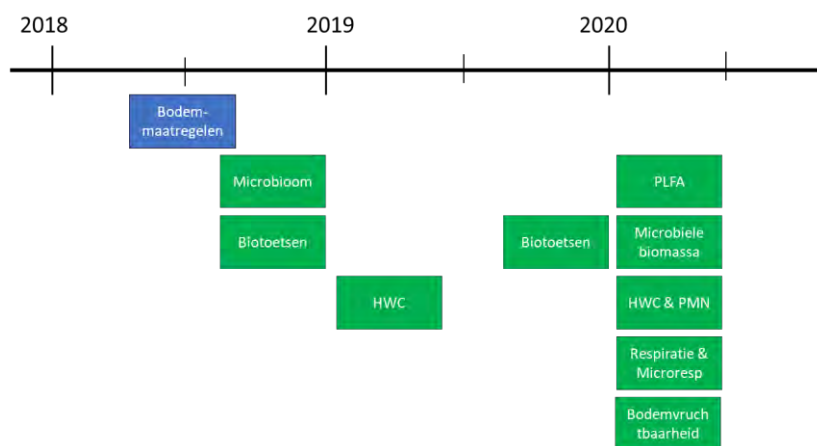 2018 2019 2020
Bodem-
maatregelen
Microbioom PLFA
Biotoetsen Biotoetsen Microbiele
biomassa
HWC HWC & PMN
Respiratie &
Microresp
Bodemvruch
tbaarheid